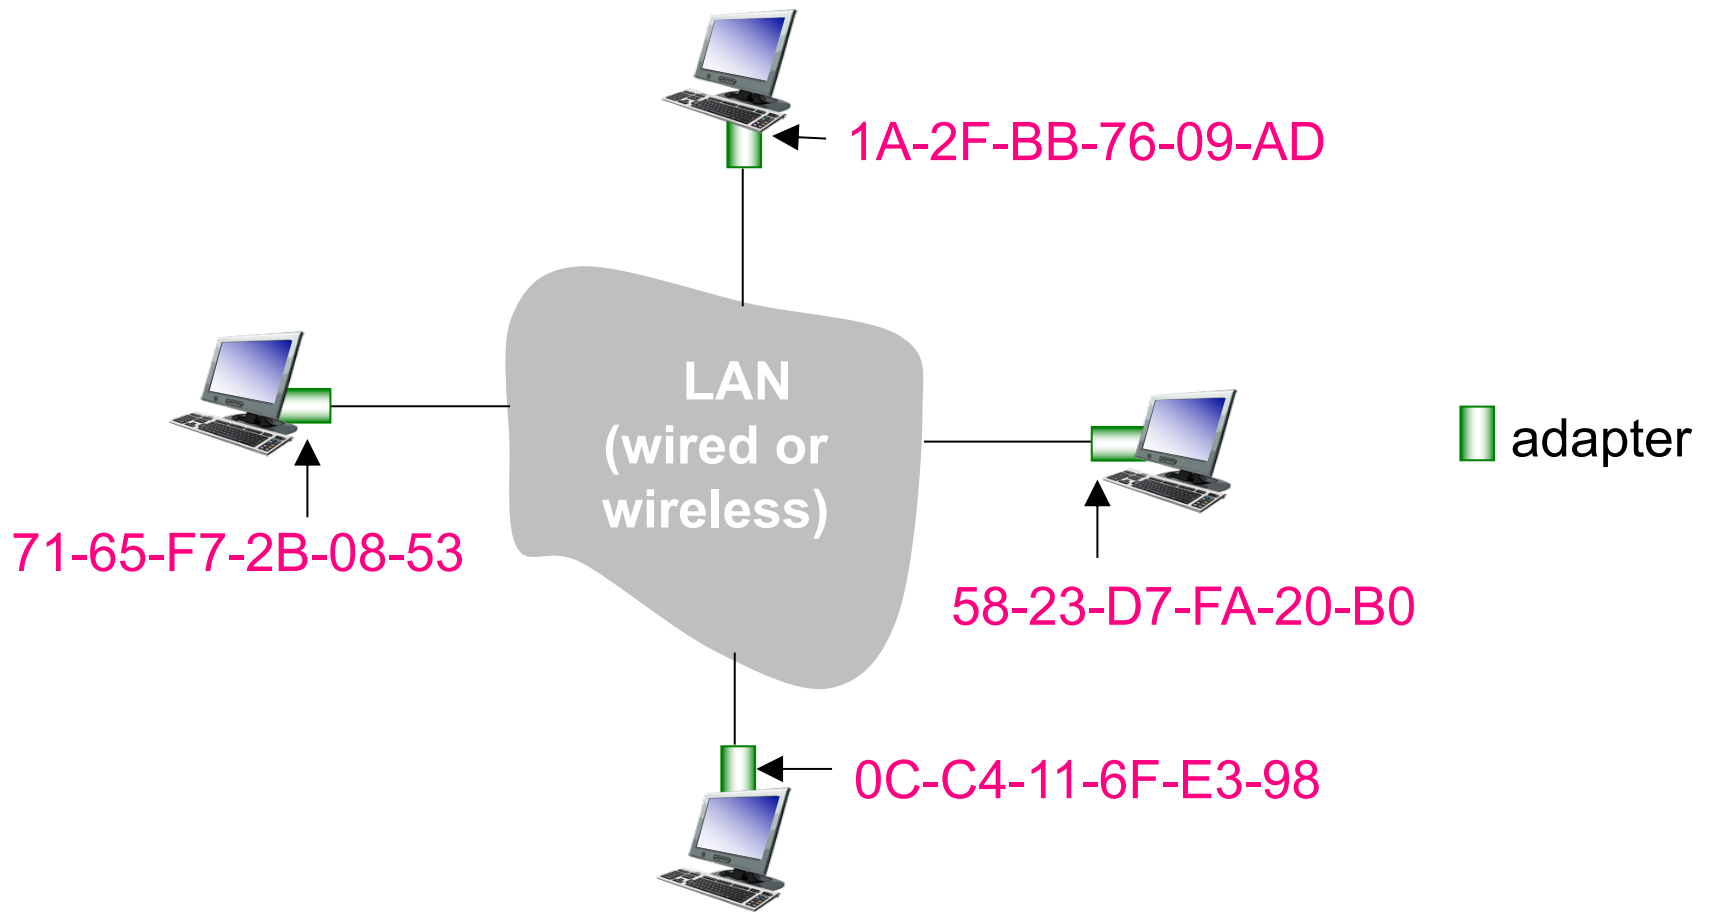 1A-2F-BB-76-09-AD
LAN
(wired or
wireless)
adapter
71-65-F7-2B-08-53
58-23-D7-FA-20-B0
0C-C4-11-6F-E3-98